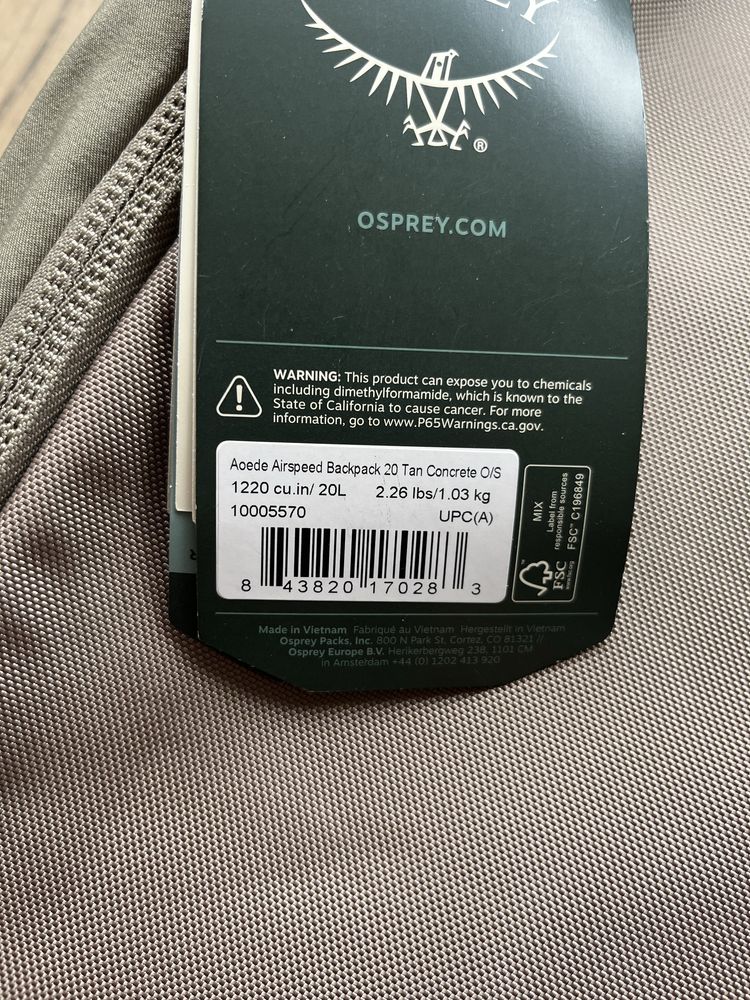 OSPREY.COM
WARNING: This product can expose you to chemicals
including dimethylformamide, which is known to the
State of California to cause cancer. For more
information, go to www.P65Warnings.ca.gov.
Aoede Airspeed Backpack 20 Tan Concrete O/S
1220 cu.in/ 20L 2.26 lbs/1.03 kg
10005570 UPC(A)
8 43820 17028 3
MIX
Label from
responsible sources
FSC™ C196849
FSC
www.fsc.org
Made in Vietnam Fabriqué au Vietnam Hergestellt in Vietnam
Osprey Packs, Inc. 800 N Park St. Cortez, CO 81321 //
Osprey Europe B.V. Herikerbergweg 238, 1101 CM
in Amsterdam +44 (0) 1202 413 920